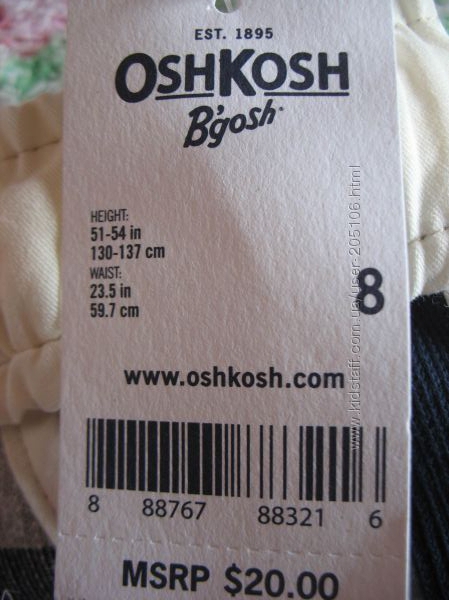 EST. 1895
OSHKOSH
B'gosh
HEIGHT:
51-54 in
130-137 cm
WAIST:
23.5 in
59.7 cm
8
www.oshkosh.com
8 88767 88321 6
MSRP $20.00
www.kidstaff.com.ua/user-205106.html